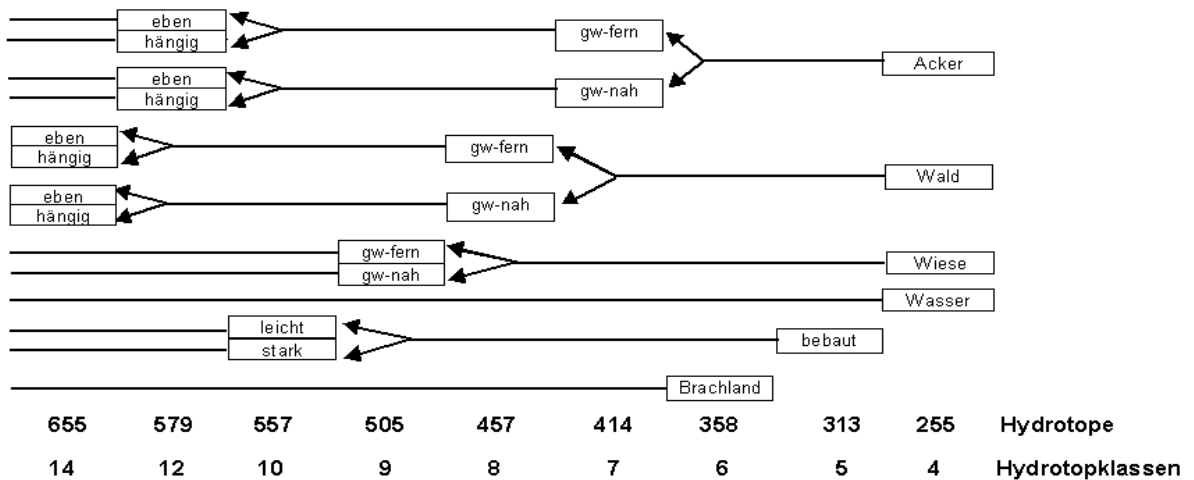 eben
hängig
gw-fern
Acker
eben
hängig
gw-nah
eben
hängig
gw-fern
Wald
eben
hängig
gw-nah
gw-fern
gw-nah
Wiese
Wasser
leicht
stark
bebaut
Brachland
655 579 557 505 457 414 358 313 255 Hydrotope
14 12 10 9 8 7 6 5 4 Hydrotopklassen